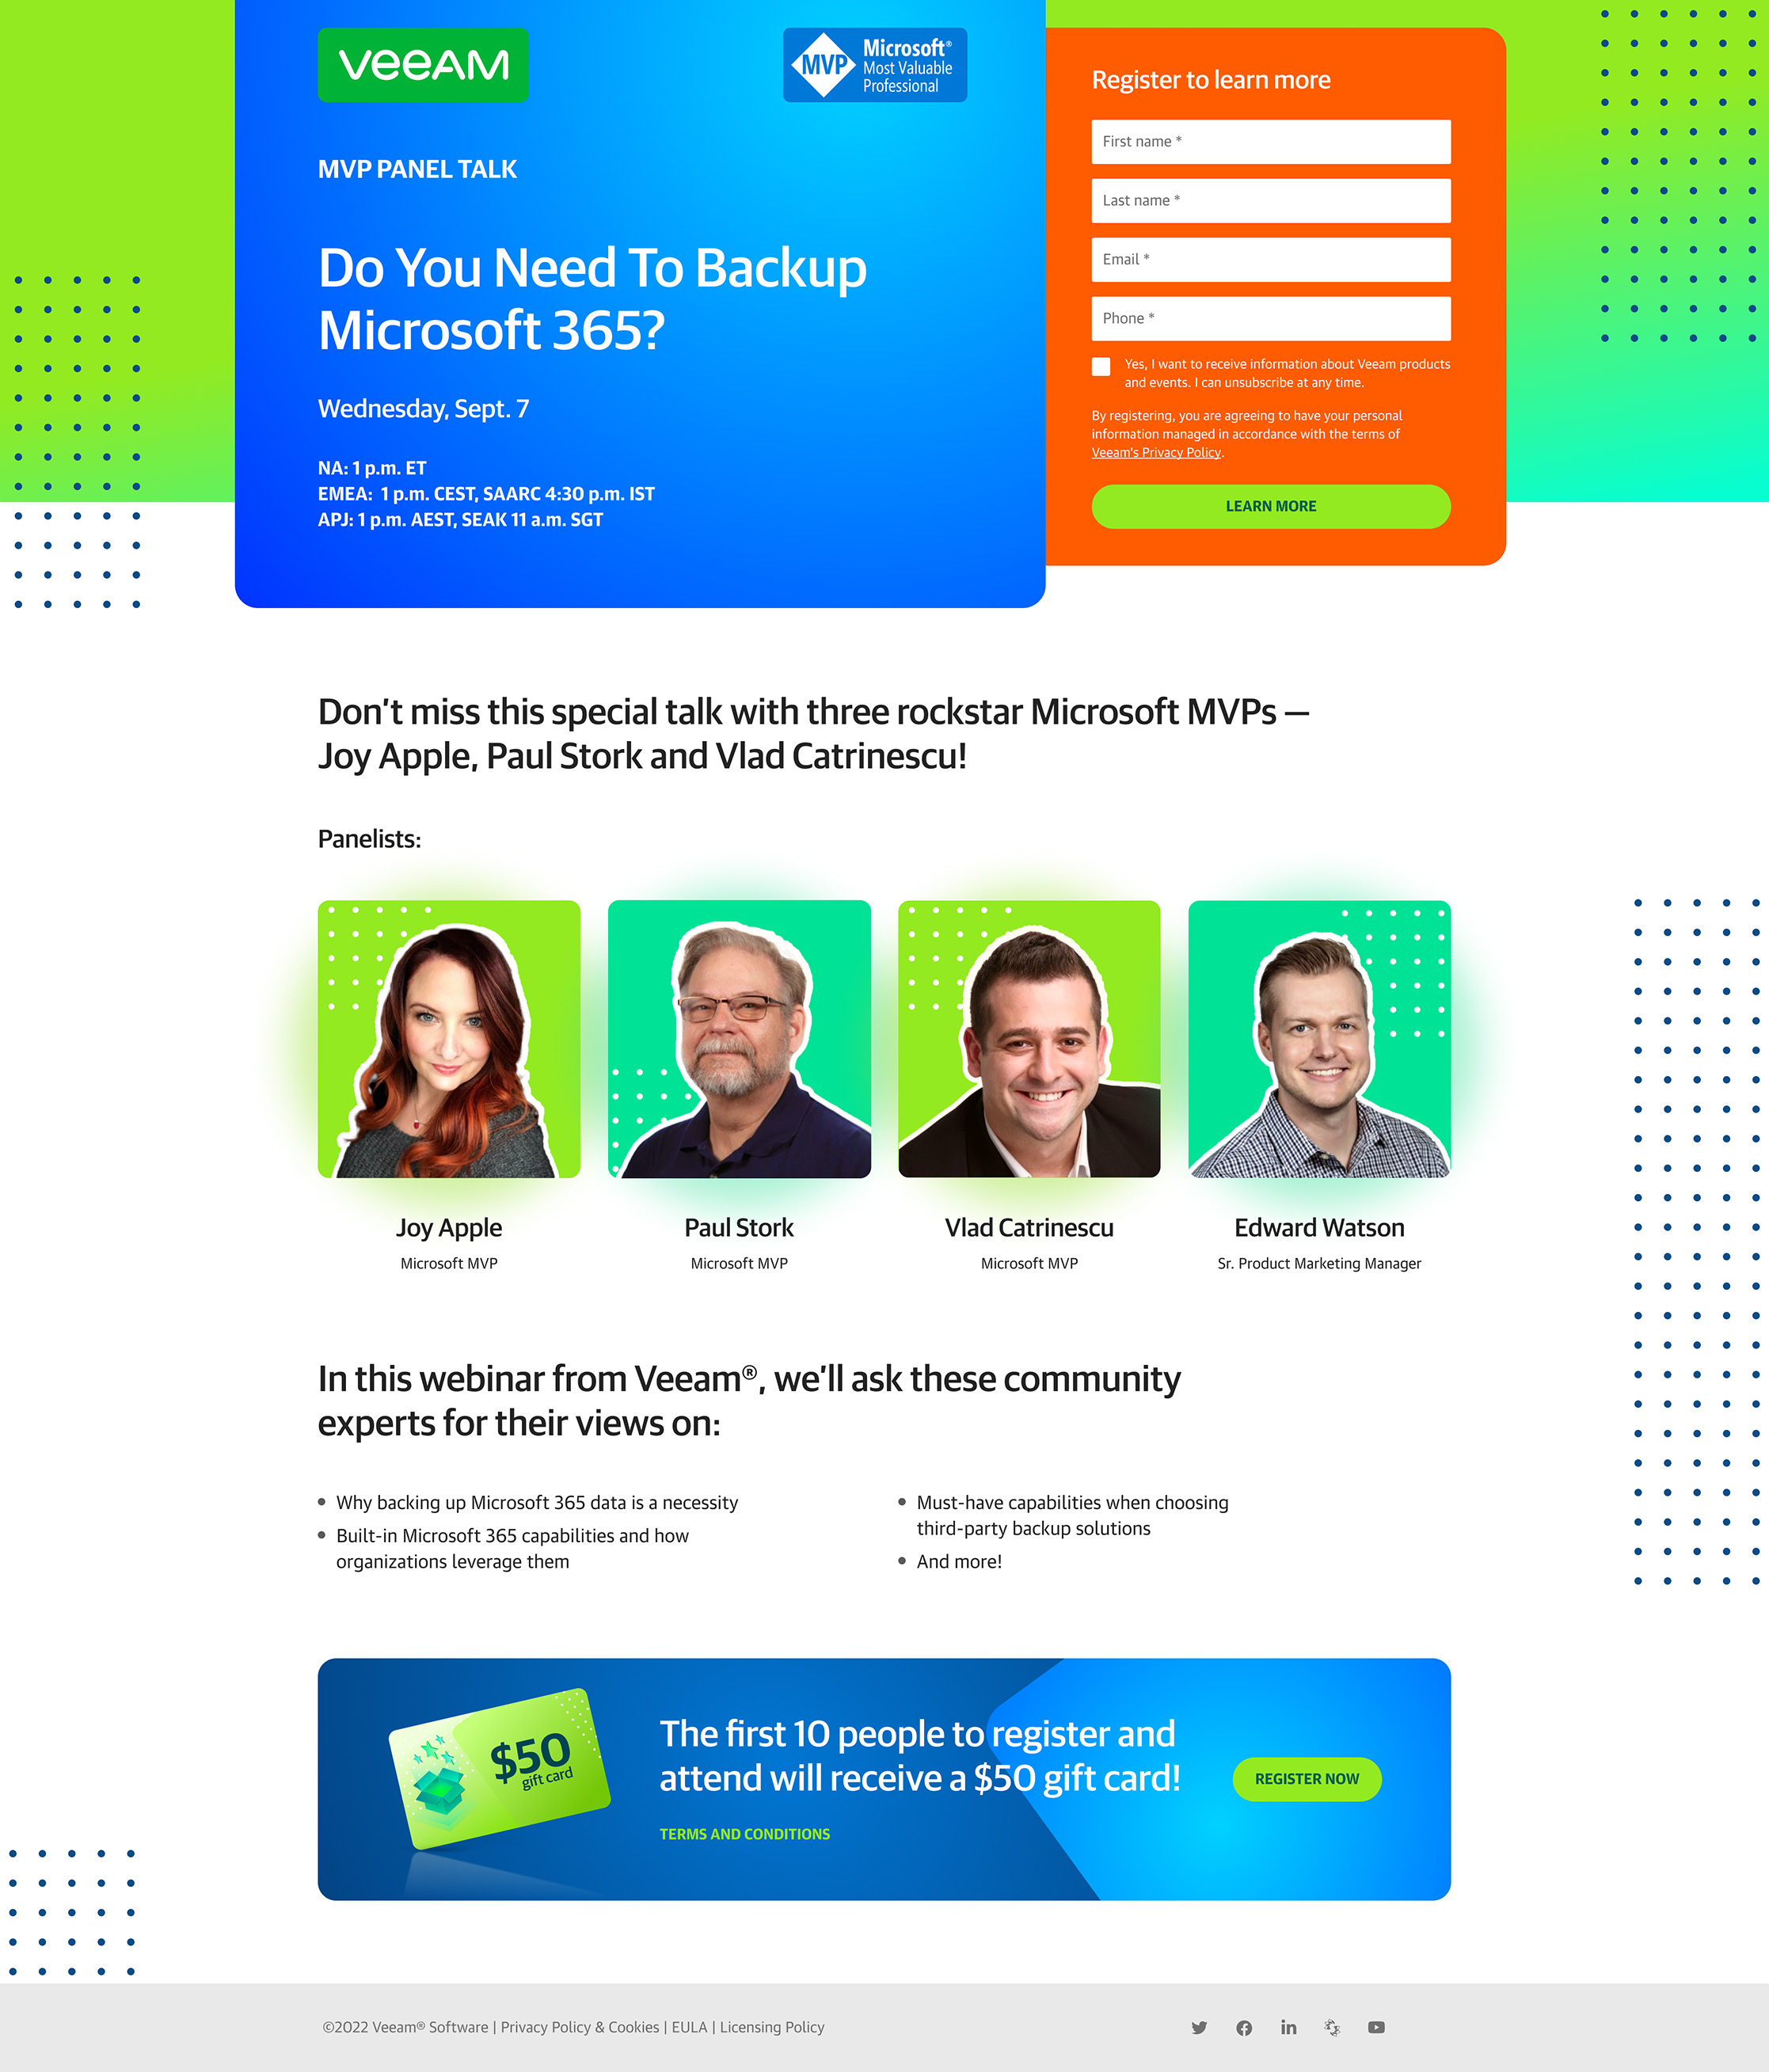 veeAM
MVP
Microsoft®
Most Valuable
Professional
MVP PANEL TALK
Do You Need To Backup
Microsoft 365?
Wednesday, Sept. 7
NA: 1 p.m. ET
EMEA: 1 p.m. CEST, SAARC 4:30 p.m. IST
APJ: 1 p.m. AEST, SEAK 11 a.m. SGT
Register to learn more
First name *
Last name *
Email *
Phone *
Yes, I want to receive information about Veeam products
and events. I can unsubscribe at any time.
By registering, you are agreeing to have your personal
information managed in accordance with the terms of
Veeam's Privacy Policy.
LEARN MORE
Don't miss this special talk with three rockstar Microsoft MVPs —
Joy Apple, Paul Stork and Vlad Catrinescu!
Panelists:
Joy Apple
Microsoft MVP
Paul Stork
Microsoft MVP
Vlad Catrinescu
Microsoft MVP
Edward Watson
Sr. Product Marketing Manager
In this webinar from Veeam®, we'll ask these community
experts for their views on:
Why backing up Microsoft 365 data is a necessity
Built-in Microsoft 365 capabilities and how
organizations leverage them
Must-have capabilities when choosing
third-party backup solutions
And more!
$50
gift card
The first 10 people to register and
attend will receive a $50 gift card!
TERMS AND CONDITIONS
REGISTER NOW
©2022 Veeam® Software | Privacy Policy & Cookies | EULA | Licensing Policy
in